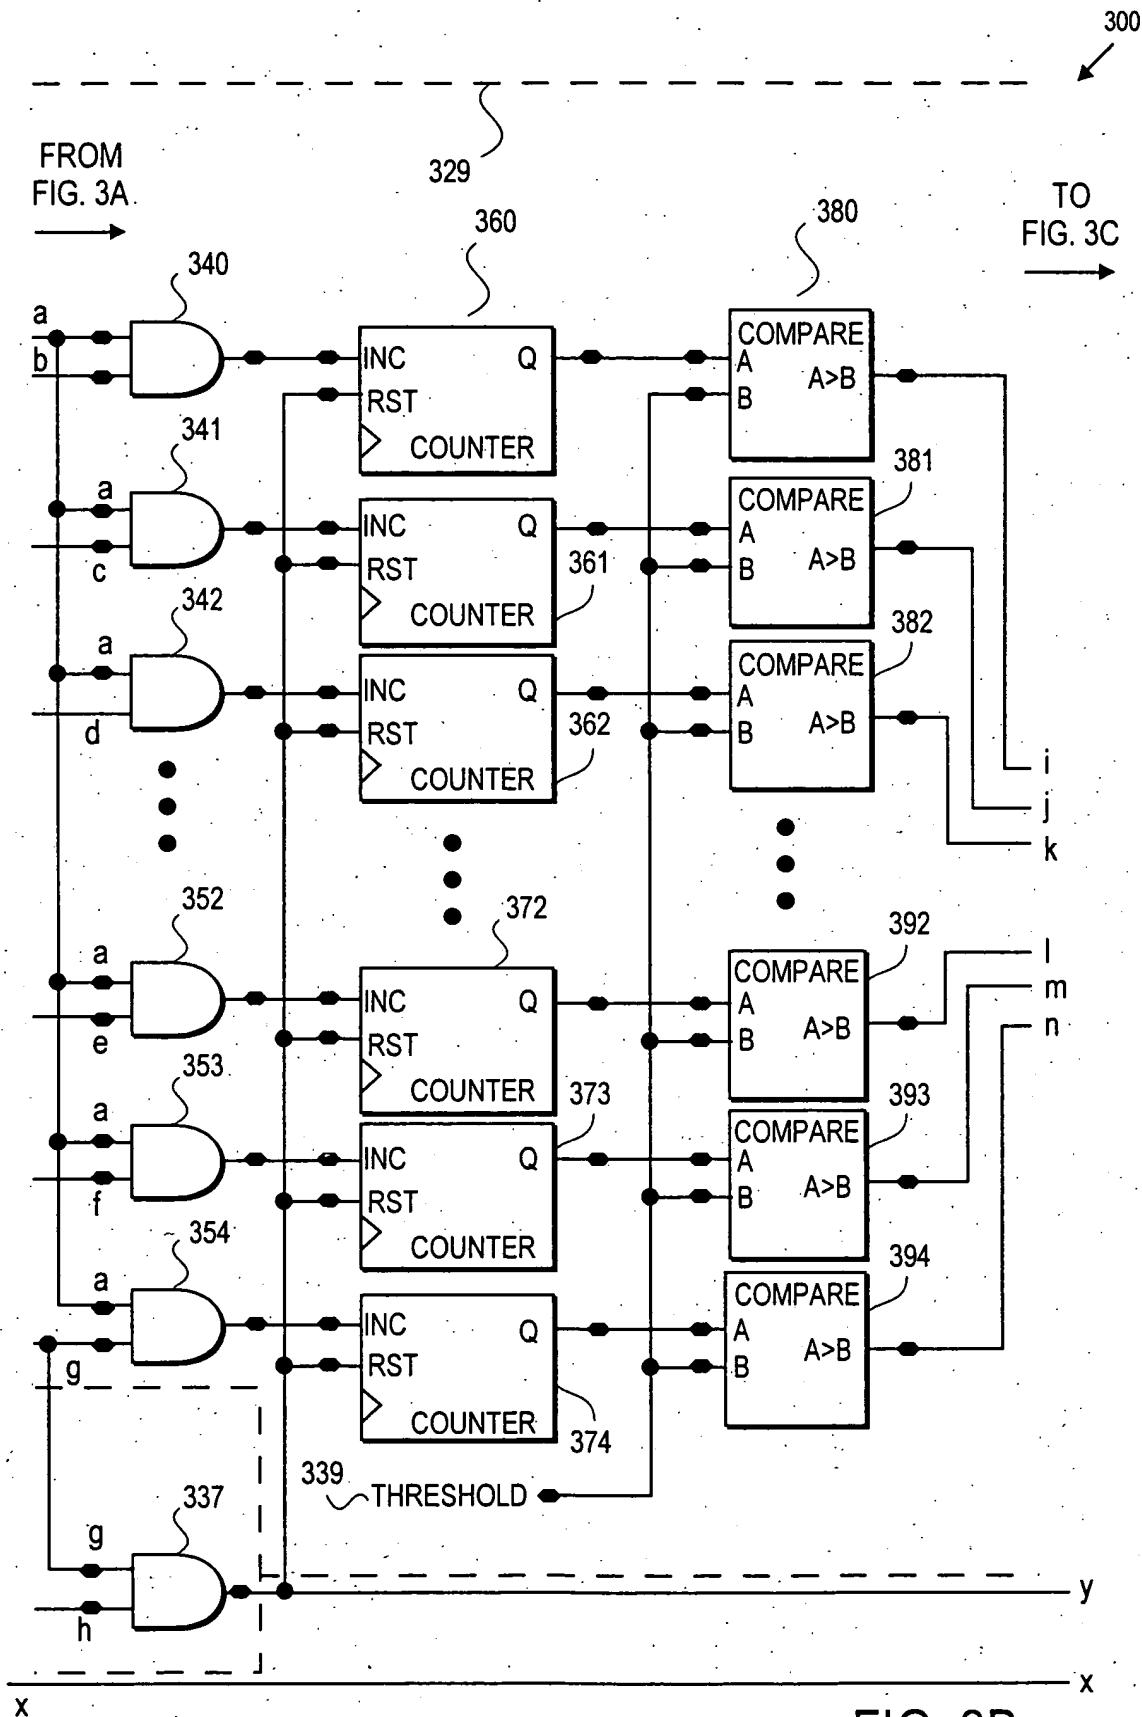 300
329
FROM
FIG. 3A
TO
FIG. 3C
360
380
340
a
b
INC
Q
RST
COUNTER
COMPARE
A
A>B
B
341
a
c
INC
Q
RST
COUNTER
361
COMPARE
A
A>B
B
381
342
a
d
INC
Q
RST
COUNTER
362
COMPARE
A
A>B
B
382
i
j
k
352
a
e
372
INC
Q
RST
COUNTER
COMPARE
A
A>B
B
392
l
m
n
353
a
f
373
INC
Q
RST
COUNTER
COMPARE
A
A>B
B
393
354
a
g
INC
Q
RST
COUNTER
374
COMPARE
A
A>B
B
394
339
THRESHOLD
337
g
h
y
x
x